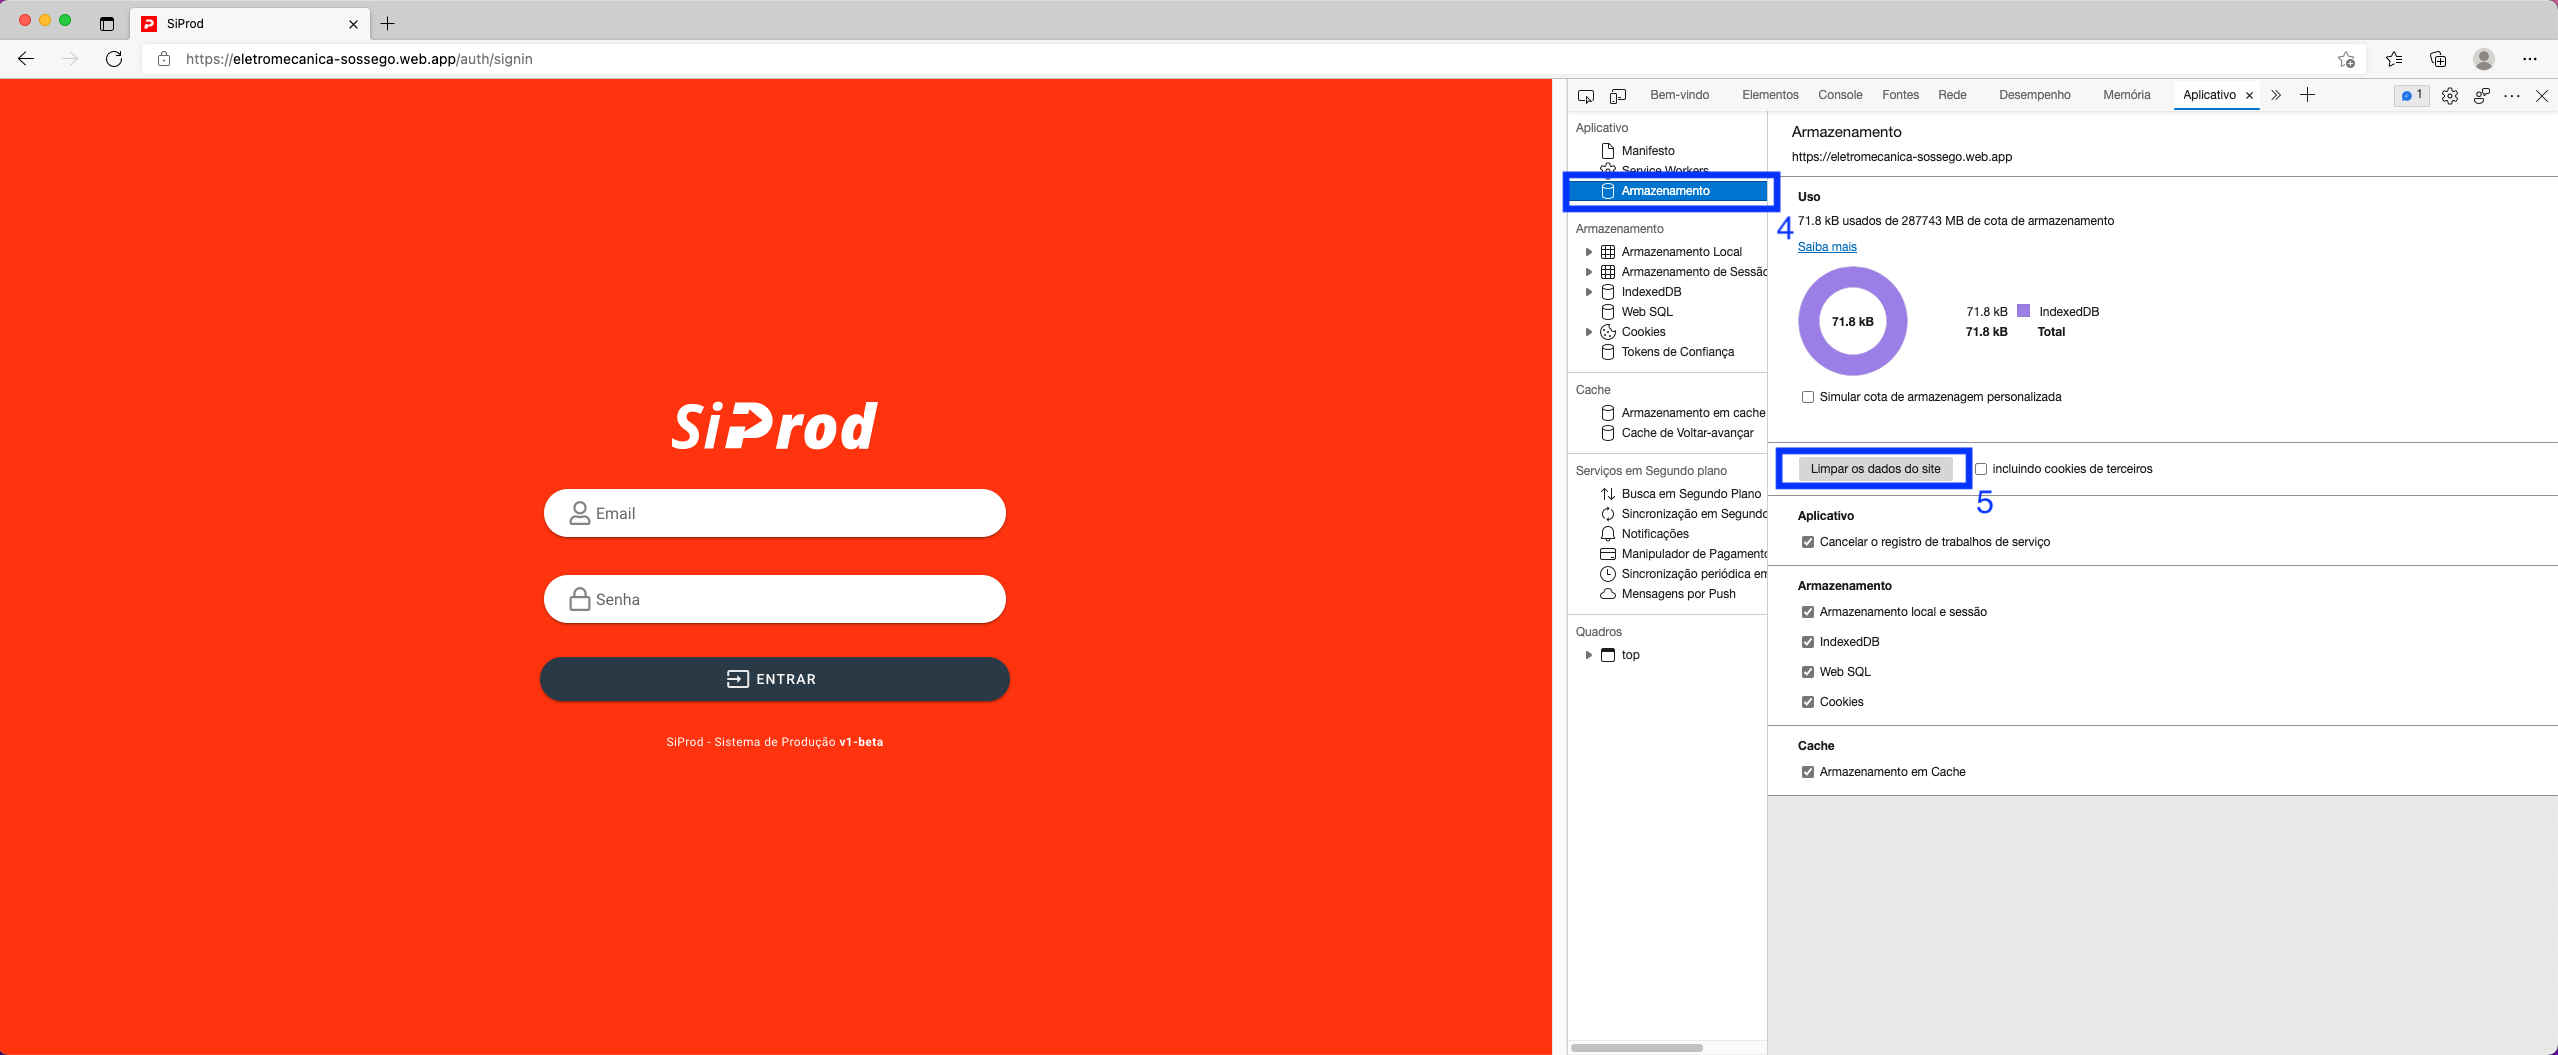 SiProd
https://eletromecanica-sossego.web.app/auth/signin
SiProd
Email
Senha
ENTRAR
SiProd - Sistema de Produção v1-beta
Bem-vindo Elementos Console Fontes Rede Desempenho Memória Aplicativo 1
Aplicativo
Manifesto
Service Workers
Armazenamento
4
Armazenamento
Armazenamento Local
Armazenamento de Sessão
IndexedDB
Web SQL
Cookies
Tokens de Confiança
Cache
Armazenamento em cache
Cache de Voltar-avançar
Serviços em Segundo plano
Busca em Segundo Plano
Sincronização em Segundo
Notificações
Manipulador de Pagamento
Sincronização periódica em
Mensagens por Push
Quadros
top
Armazenamento
https://eletromecanica-sossego.web.app
Uso
71.8 kB usados de 287743 MB de cota de armazenamento
Saiba mais
71.8 kB
71.8 kB IndexedDB
71.8 kB Total
Simular cota de armazenagem personalizada
Limpar os dados do site incluindo cookies de terceiros
5
Aplicativo
Cancelar o registro de trabalhos de serviço
Armazenamento
Armazenamento local e sessão
IndexedDB
Web SQL
Cookies
Cache
Armazenamento em Cache